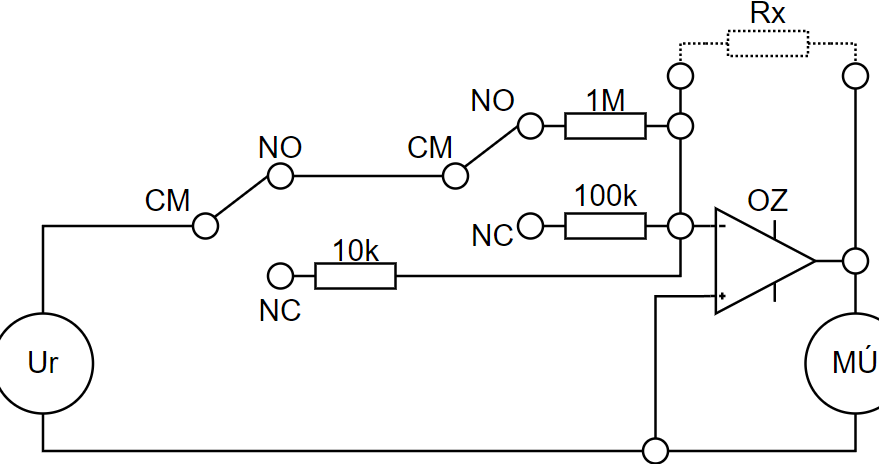 Rx
NO
1M
NO
CM
CM
100k
OZ
NC
-
10k
+
NC
Ur
MÚ